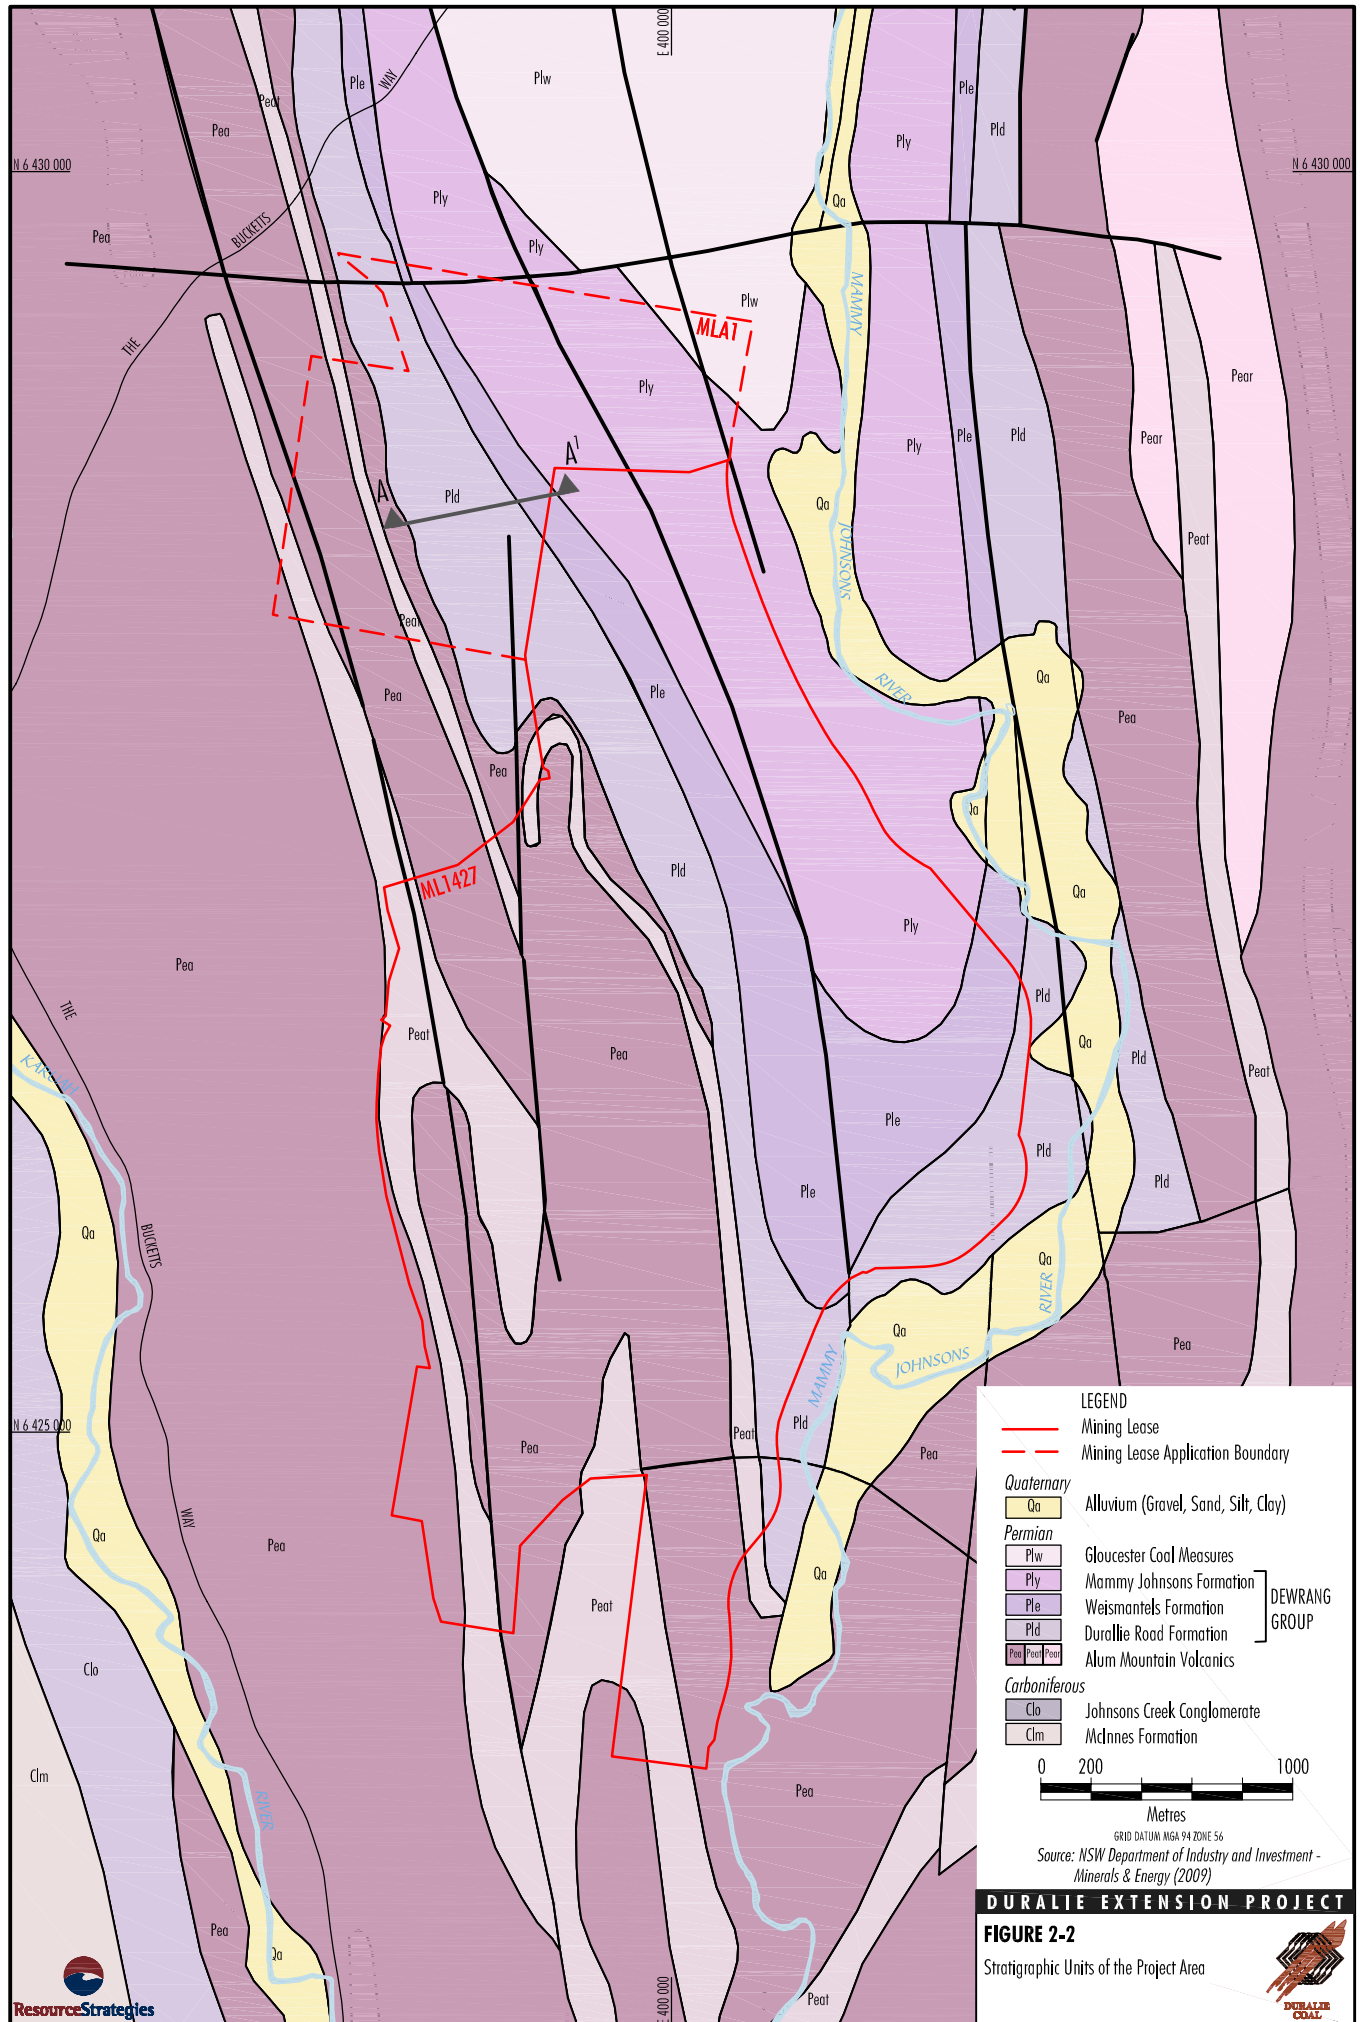 E 400 000
Plw
Ple
WAY
Ple
Peat
Pea
Pld
Ply
N 6 430 000
N 6 430 000
Ply
Qa
BUCKETTS
Pea
Ply
MAMMY
Plw
MLA1
THE
Ply
Pear
Pear
Ply
Ple
Pld
A
A1
Pld
Qa
Peat
JOHNSONS
Peat
Qa
RIVER
Pea
Ple
Pea
Pea
Qa
Pld
ML1427
Qa
Ply
Pea
Pld
THE
Peat
Qa
Pea
Pld
KARUAH
Peat
Ple
Pld
Pld
Ple
Qa
BUCKETTS
Qa
RIVER
Qa
Pea
MAMMY
JOHNSONS
N 6 425 000
Pld
Peat
Pea
Pea
WAY
Qa
Pea
Qa
Peat
Clo
Clm
Pea
RIVER
Pea
Qa
E 400 000
Peat
LEGEND
Mining Lease
Mining Lease Application Boundary
Quaternary
Qa Alluvium (Gravel, Sand, Silt, Clay)
Permian
Plw Gloucester Coal Measures
Ply Mammy Johnsons Formation
Ple Weismantels Formation
Pld Durallie Road Formation
DEWRANG
GROUP
Pea Peat Pear Alum Mountain Volcanics
Carboniferous
Clo Johnsons Creek Conglomerate
Clm McInnes Formation
0 200 1000
Metres
GRID DATUM MGA 94 ZONE 56
Source: NSW Department of Industry and Investment -
Minerals & Energy (2009)
DURALIE EXTENSION PROJECT
FIGURE 2-2
Stratigraphic Units of the Project Area
ResourceStrategies
DURALIE
COAL